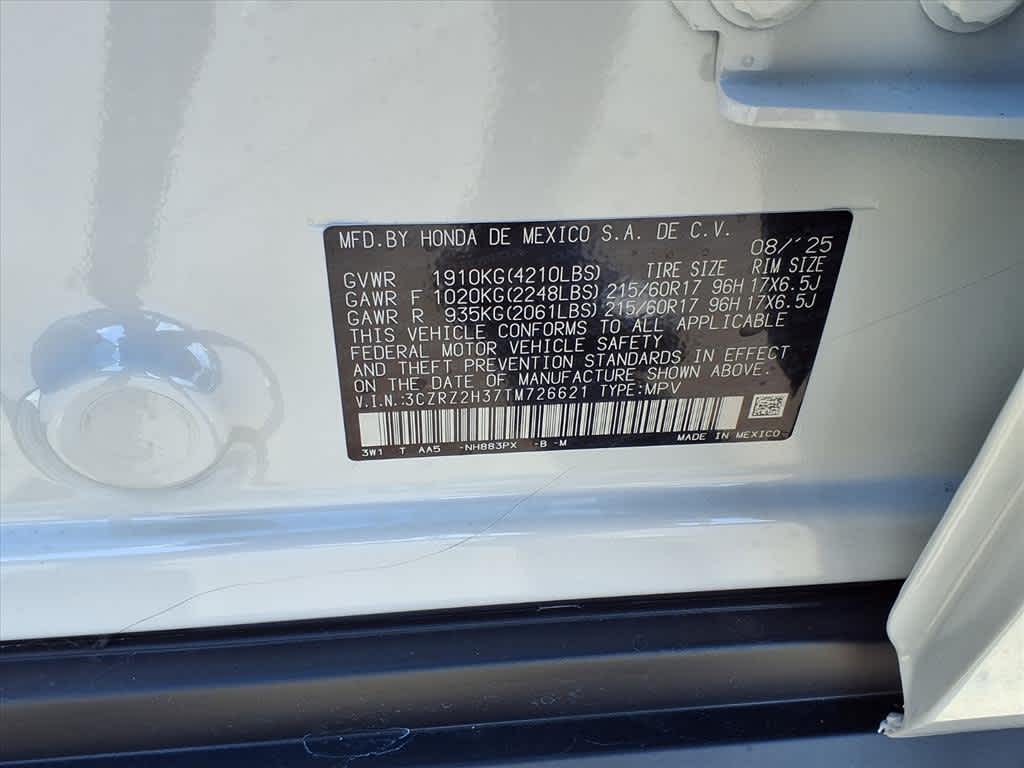 MFD.BY HONDA DE MEXICO S.A. DE C.V. 08/'25
GVWR 1910KG(4210LBS) TIRE SIZE RIM SIZE
GAWR F 1020KG(2248LBS) 215/60R17 96H 17X6.5J
GAWR R 935KG(2061LBS) 215/60R17 96H 17X6.5J
THIS VEHICLE CONFORMS TO ALL APPLICABLE
FEDERAL MOTOR VEHICLE SAFETY
AND THEFT PREVENTION STANDARDS IN EFFECT
ON THE DATE OF MANUFACTURE SHOWN ABOVE.
V.I.N.:3CZRZ2H37TM726621 TYPE:MPV
3W1 T AA5 -NH883PX -B -M MADE IN MEXICO